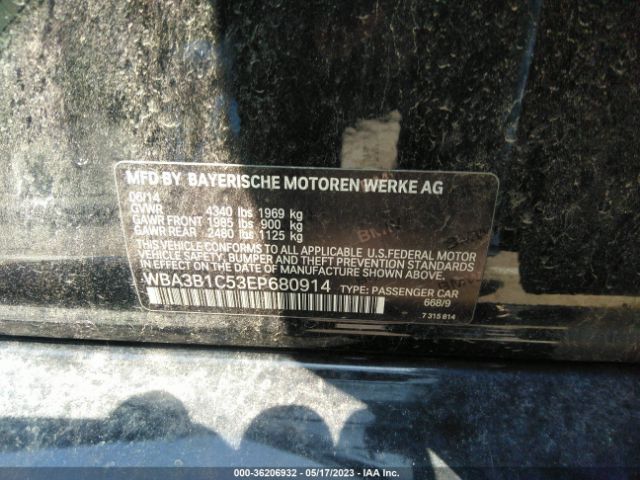 MFD BY BAYERISCHE MOTOREN WERKE AG
06/14
GVWR 4340 lbs 1969 kg
GAWR FRONT 1985 lbs 900 kg
GAWR REAR 2480 lbs 1125 kg
THIS VEHICLE CONFORMS TO ALL APPLICABLE U.S.FEDERAL MOTOR
VEHICLE SAFETY, BUMPER AND THEFT PREVENTION STANDARDS
IN EFFECT ON THE DATE OF MANUFACTURE SHOWN ABOVE.
WBA3B1C53EP680914 TYPE: PASSENGER CAR
668/9
7 315 814
000-36206932 - 05/17/2023 - IAA Inc.